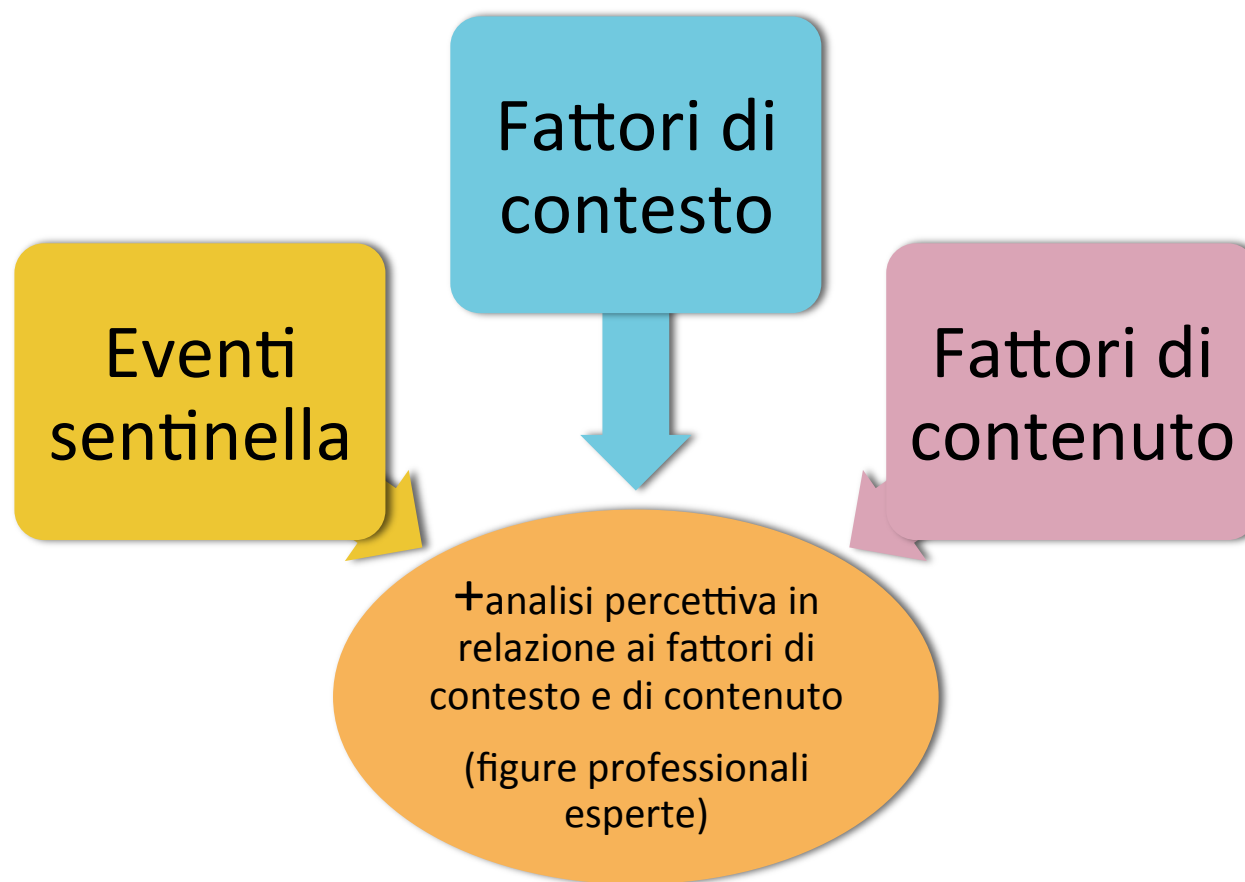 Fattori di
contesto
Eventi
sentinella
Fattori di
contenuto
+analisi percettiva in
relazione ai fattori di
contesto e di contenuto
(figure professionali
esperte)